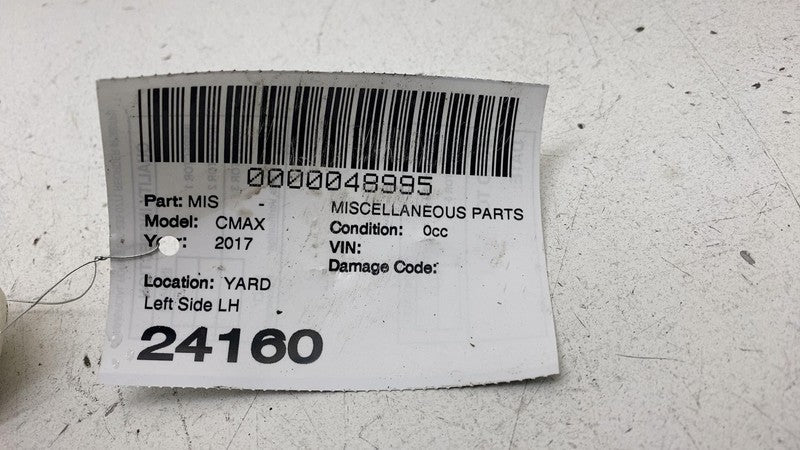 0000048995
Part: MIS -
MISCELLANEOUS PARTS
Model: CMAX
Condition: 0cc
Year: 2017
VIN:
Damage Code:
Location: YARD
Left Side LH
24160